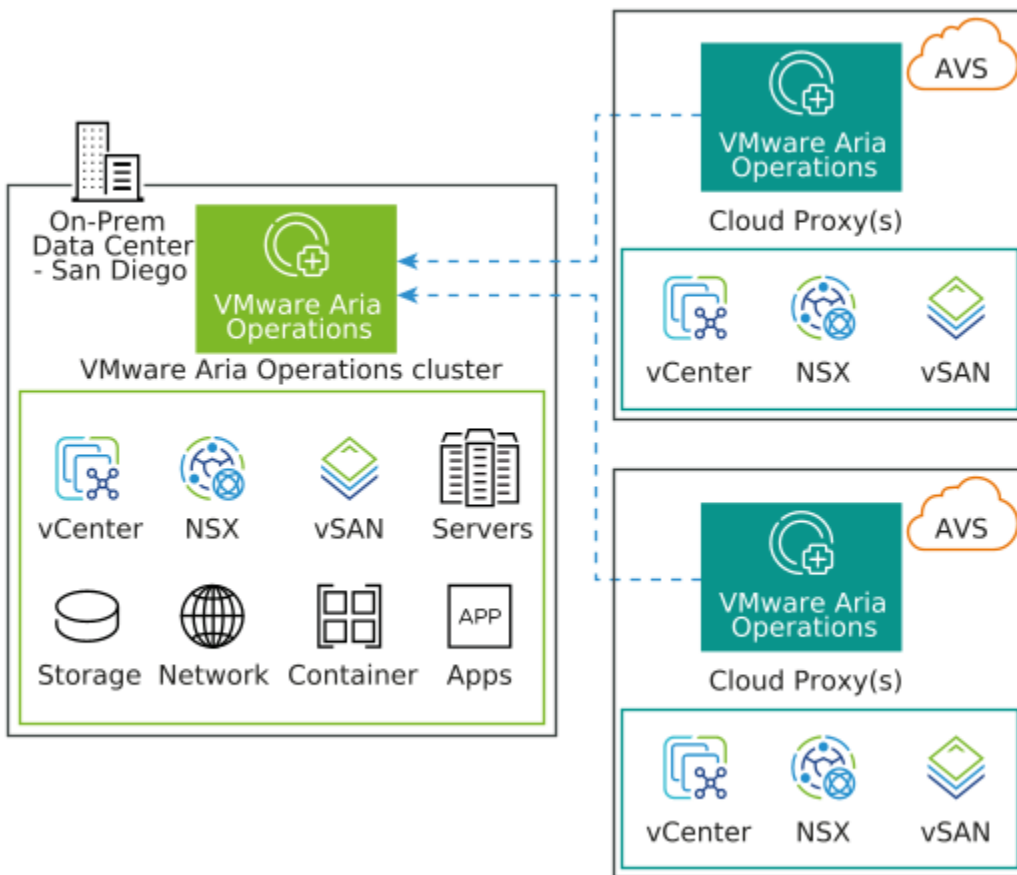 On-Prem
Data Center
- San Diego
VMware Aria
Operations
VMware Aria Operations cluster
vCenter
NSX
vSAN
Servers
Storage
Network
Container
APP
Apps
AVS
VMware Aria
Operations
Cloud Proxy(s)
vCenter
NSX
vSAN
AVS
VMware Aria
Operations
Cloud Proxy(s)
vCenter
NSX
vSAN